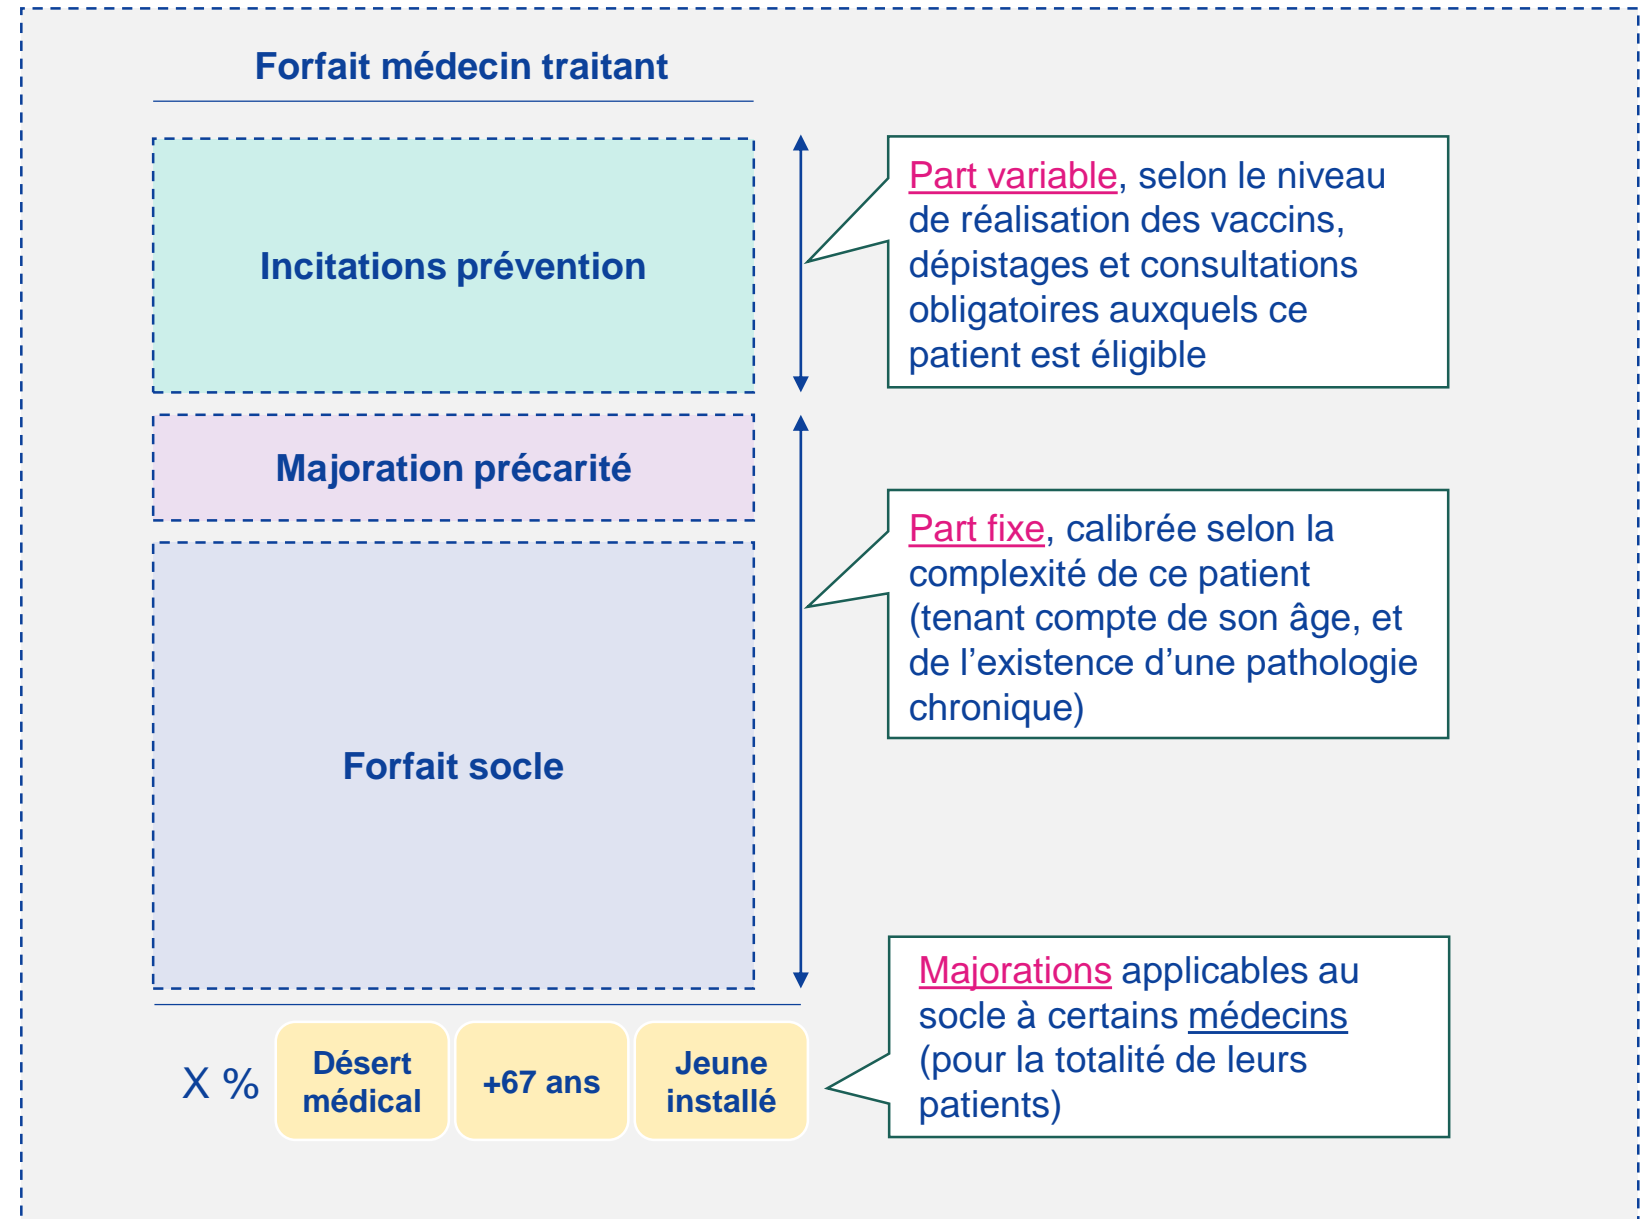 Forfait médecin traitant
Incitations prévention
Part variable, selon le niveau
de réalisation des vaccins,
dépistages et consultations
obligatoires auxquels ce
patient est éligible
Majoration précarité
Part fixe, calibrée selon la
complexité de ce patient
(tenant compte de son âge, et
de l’existence d’une pathologie
chronique)
Forfait socle
Majorations applicables au
socle à certains médecins
(pour la totalité de leurs
patients)
X %
Désert
médical
+67 ans
Jeune
installé